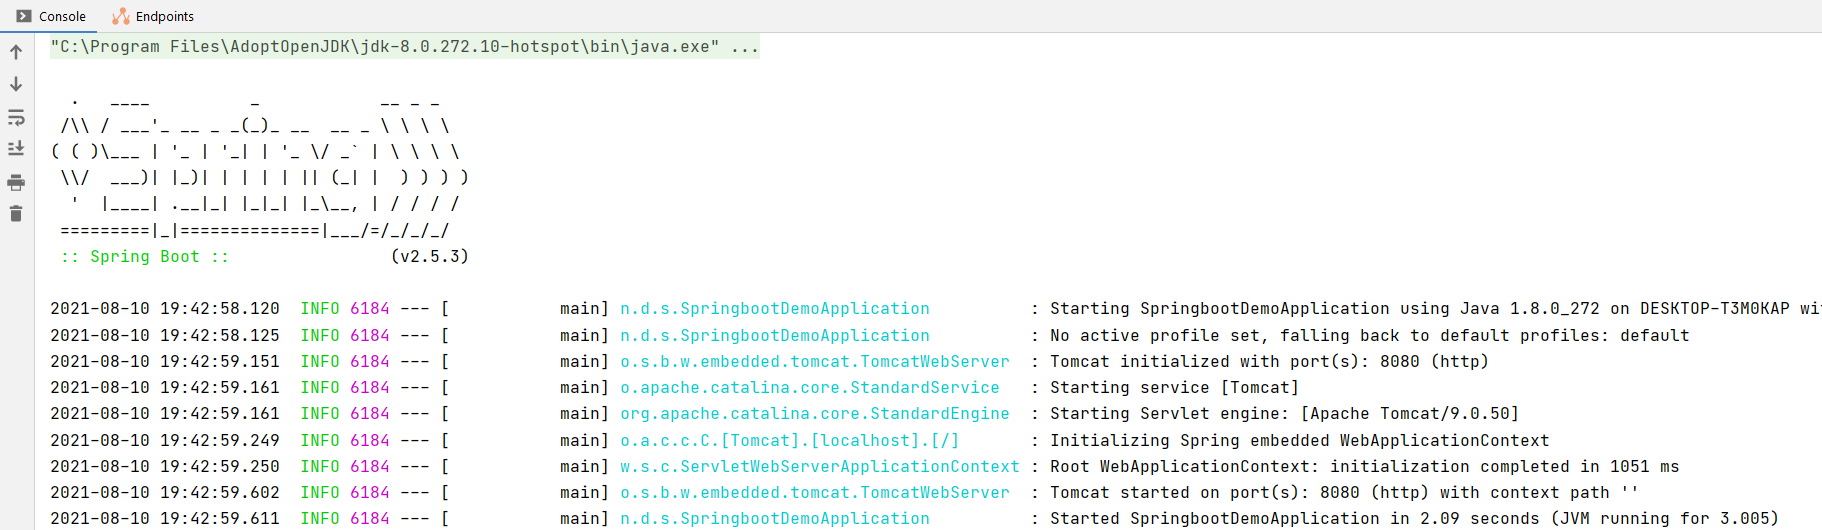 Console Endpoints
"C:\Program Files\AdoptOpenJDK\jdk-8.0.272.10-hotspot\bin\java.exe" ...
  .   ____          _            __ _ _
 /\\ / ___'_ __ _ _(_)_ __  __ _ \ \ \ \
( ( )\___ | '_ | '_| | '_ \/ _` | \ \ \ \
 \\/  ___)| |_)| | | | | || (_| |  ) ) ) )
  '  |____| .__|_| |_|_| |_\__, | / / / /
 =========|_|==============|___/=/_/_/_/
 :: Spring Boot ::                (v2.5.3)
2021-08-10 19:42:58.120  INFO 6184 --- [           main] n.d.s.SpringbootDemoApplication          : Starting SpringbootDemoApplication using Java 1.8.0_272 on DESKTOP-T3M0KAP wi
2021-08-10 19:42:58.125  INFO 6184 --- [           main] n.d.s.SpringbootDemoApplication          : No active profile set, falling back to default profiles: default
2021-08-10 19:42:59.151  INFO 6184 --- [           main] o.s.b.w.embedded.tomcat.TomcatWebServer  : Tomcat initialized with port(s): 8080 (http)
2021-08-10 19:42:59.161  INFO 6184 --- [           main] o.apache.catalina.core.StandardService   : Starting service [Tomcat]
2021-08-10 19:42:59.161  INFO 6184 --- [           main] org.apache.catalina.core.StandardEngine  : Starting Servlet engine: [Apache Tomcat/9.0.50]
2021-08-10 19:42:59.249  INFO 6184 --- [           main] o.a.c.c.C.[Tomcat].[localhost].[/]       : Initializing Spring embedded WebApplicationContext
2021-08-10 19:42:59.250  INFO 6184 --- [           main] w.s.c.ServletWebServerApplicationContext : Root WebApplicationContext: initialization completed in 1051 ms
2021-08-10 19:42:59.602  INFO 6184 --- [           main] o.s.b.w.embedded.tomcat.TomcatWebServer  : Tomcat started on port(s): 8080 (http) with context path ''
2021-08-10 19:42:59.611  INFO 6184 --- [           main] n.d.s.SpringbootDemoApplication          : Started SpringbootDemoApplication in 2.09 seconds (JVM running for 3.005)